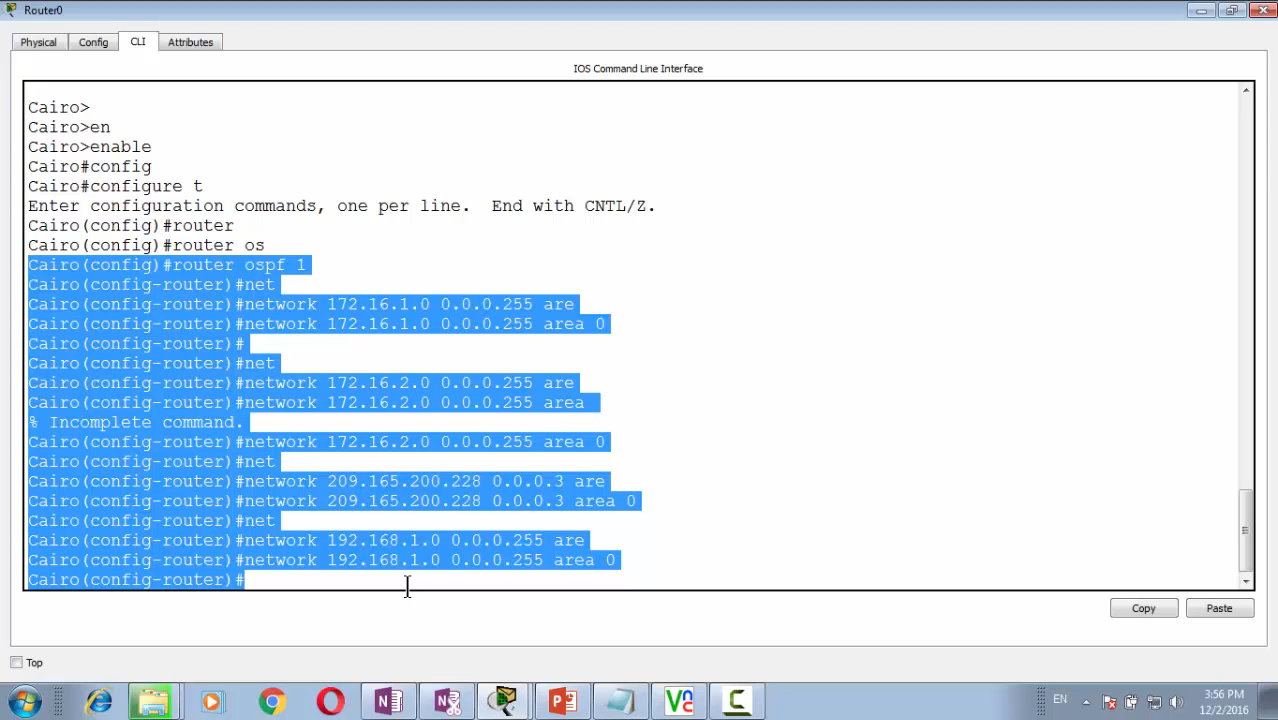 Router0
Physical
Config
CLI
Attributes
IOS Command Line Interface
Cairo>
Cairo>en
Cairo>enable
Cairo#config
Cairo#configure t
Enter configuration commands, one per line.  End with CNTL/Z.
Cairo(config)#router
Cairo(config)#router os
Cairo(config)#router ospf 1
Cairo(config-router)#net
Cairo(config-router)#network 172.16.1.0 0.0.0.255 are
Cairo(config-router)#network 172.16.1.0 0.0.0.255 area 0
Cairo(config-router)#
Cairo(config-router)#net
Cairo(config-router)#network 172.16.2.0 0.0.0.255 are
Cairo(config-router)#network 172.16.2.0 0.0.0.255 area
% Incomplete command.
Cairo(config-router)#network 172.16.2.0 0.0.0.255 area 0
Cairo(config-router)#net
Cairo(config-router)#network 209.165.200.228 0.0.0.3 are
Cairo(config-router)#network 209.165.200.228 0.0.0.3 area 0
Cairo(config-router)#net
Cairo(config-router)#network 192.168.1.0 0.0.0.255 are
Cairo(config-router)#network 192.168.1.0 0.0.0.255 area 0
Cairo(config-router)#
Copy
Paste
Top
EN
3:56 PM
12/2/2016